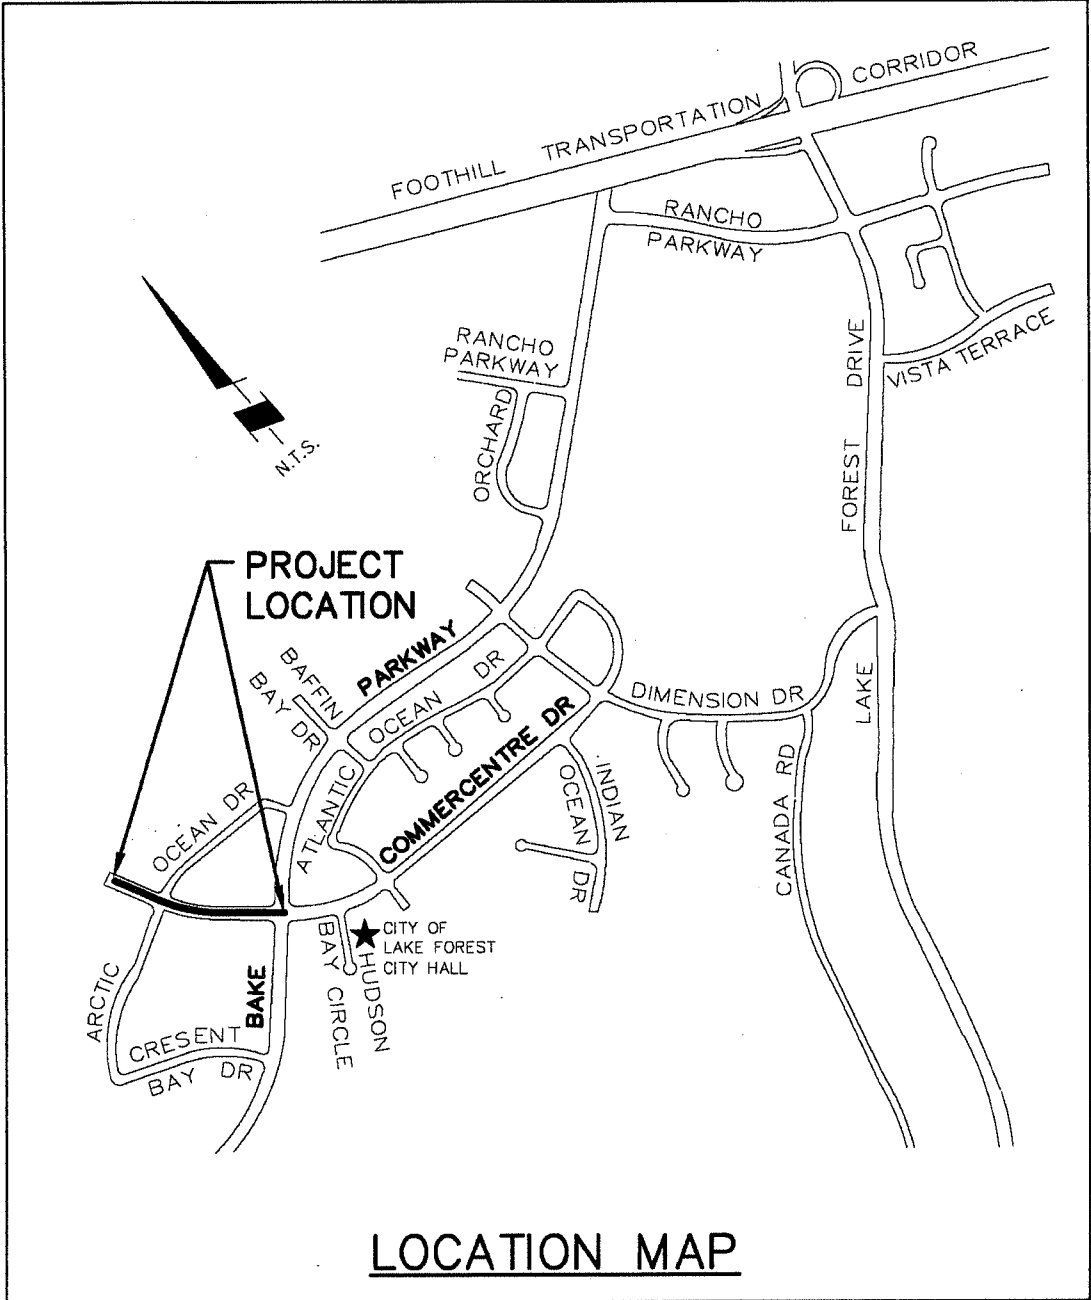 FOOTHILL TRANSPORTATION CORRIDOR
RANCHO
PARKWAY
RANCHO
PARKWAY
ORCHARD
VISTA TERRACE
LAKE FOREST DRIVE
N.T.S.
PROJECT
LOCATION
BAKE PARKWAY
BAFFIN
BAY DR
ATLANTIC OCEAN DR
COMMERCENTRE DR
DIMENSION DR
INDIAN
OCEAN DR
CANADA RD
ARCTIC OCEAN DR
CITY OF
LAKE FOREST
CITY HALL
HUDSON
BAY CIRCLE
CRESENT
BAY DR
LOCATION MAP